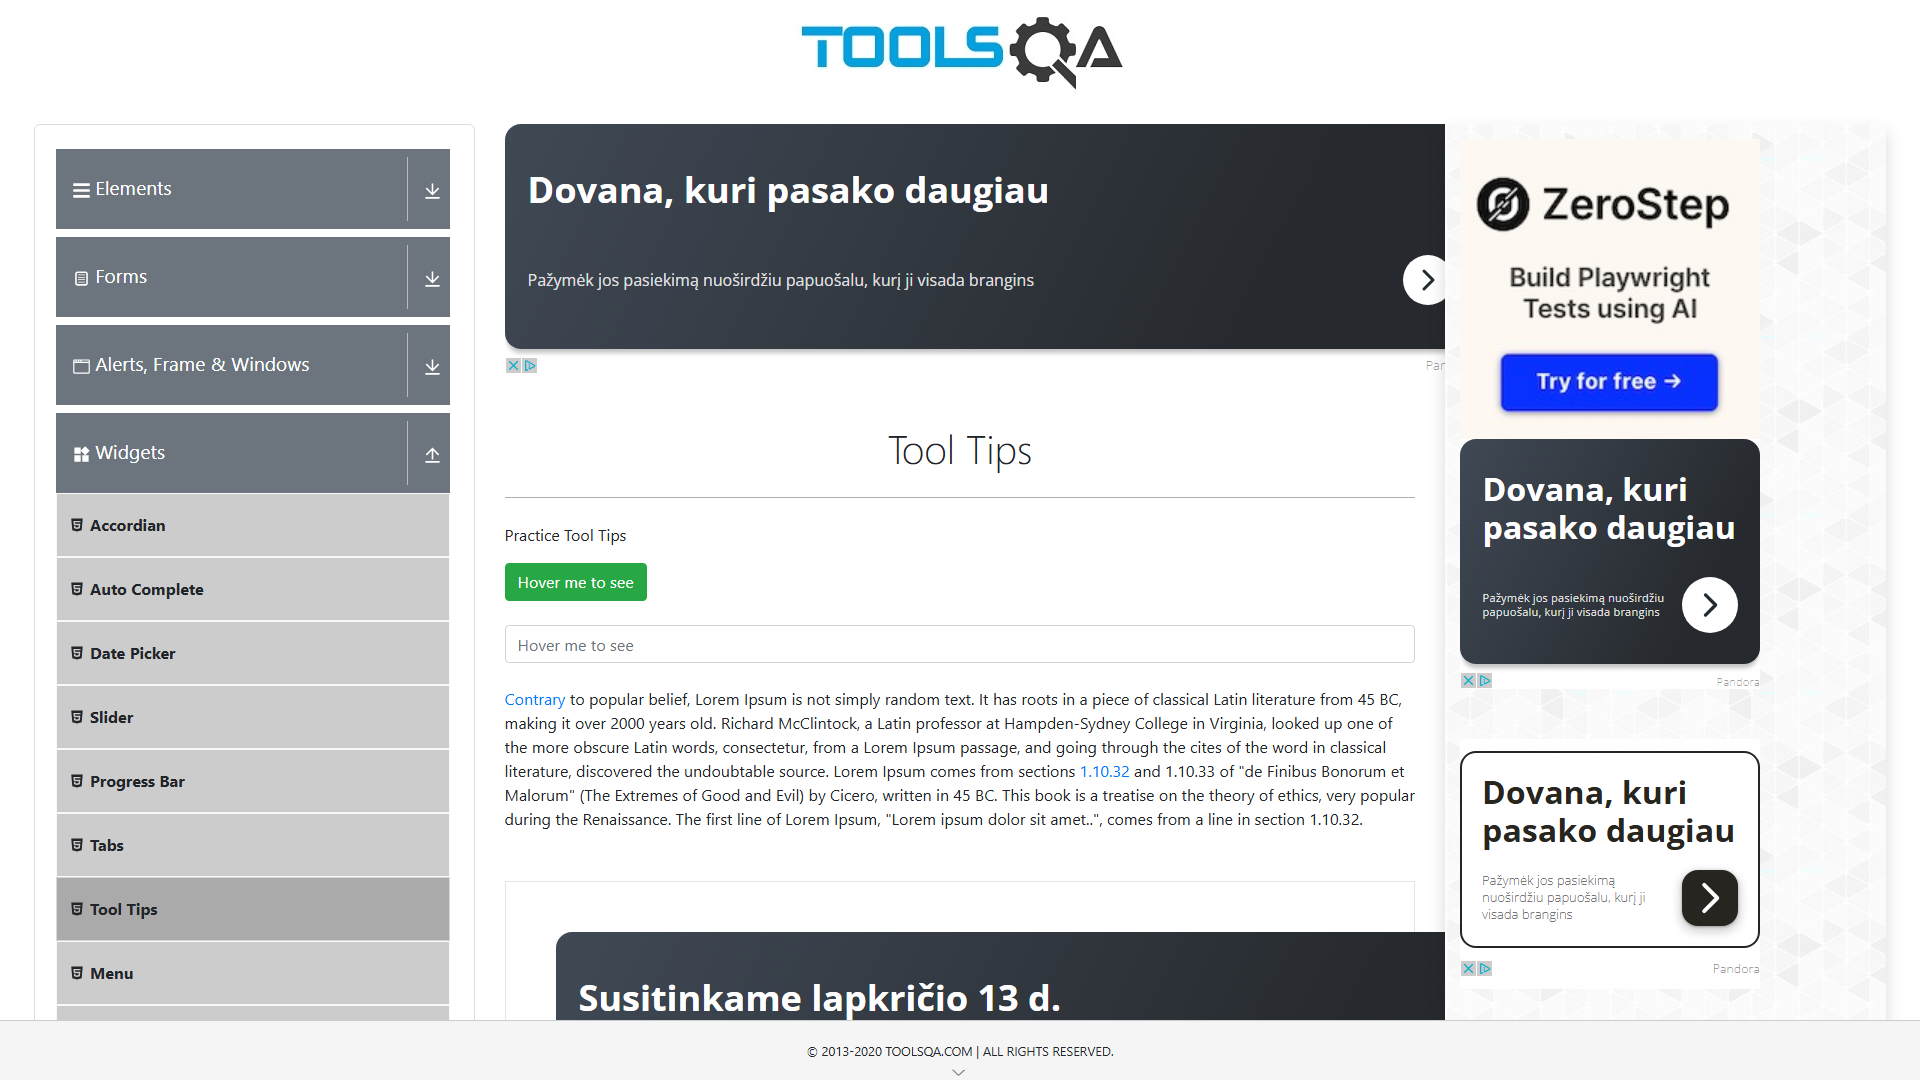 TOOLSQA
Elements
Forms
Alerts, Frame & Windows
Widgets
Accordian
Auto Complete
Date Picker
Slider
Progress Bar
Tabs
Tool Tips
Menu
Dovana, kuri pasako daugiau
Pažymėk jos pasiekimą nuoširdžiu papuošalu, kurį ji visada brangins
Par
Tool Tips
Practice Tool Tips
Hover me to see
Hover me to see
Contrary to popular belief, Lorem Ipsum is not simply random text. It has roots in a piece of classical Latin literature from 45 BC,
making it over 2000 years old. Richard McClintock, a Latin professor at Hampden-Sydney College in Virginia, looked up one of
the more obscure Latin words, consectetur, from a Lorem Ipsum passage, and going through the cites of the word in classical
literature, discovered the undoubtable source. Lorem Ipsum comes from sections 1.10.32 and 1.10.33 of "de Finibus Bonorum et
Malorum" (The Extremes of Good and Evil) by Cicero, written in 45 BC. This book is a treatise on the theory of ethics, very popular
during the Renaissance. The first line of Lorem Ipsum, "Lorem ipsum dolor sit amet..", comes from a line in section 1.10.32.
Susitinkame lapkričio 13 d.
ZeroStep
Build Playwright
Tests using AI
Try for free →
Dovana, kuri
pasako daugiau
Pažymėk jos pasiekimą nuoširdžiu
papuošalu, kurį ji visada brangins
Pandora
Dovana, kuri
pasako daugiau
Pažymėk jos pasiekimą
nuoširdžiu papuošalu, kurį ji
visada brangins
Pandora
© 2013-2020 TOOLSQA.COM | ALL RIGHTS RESERVED.